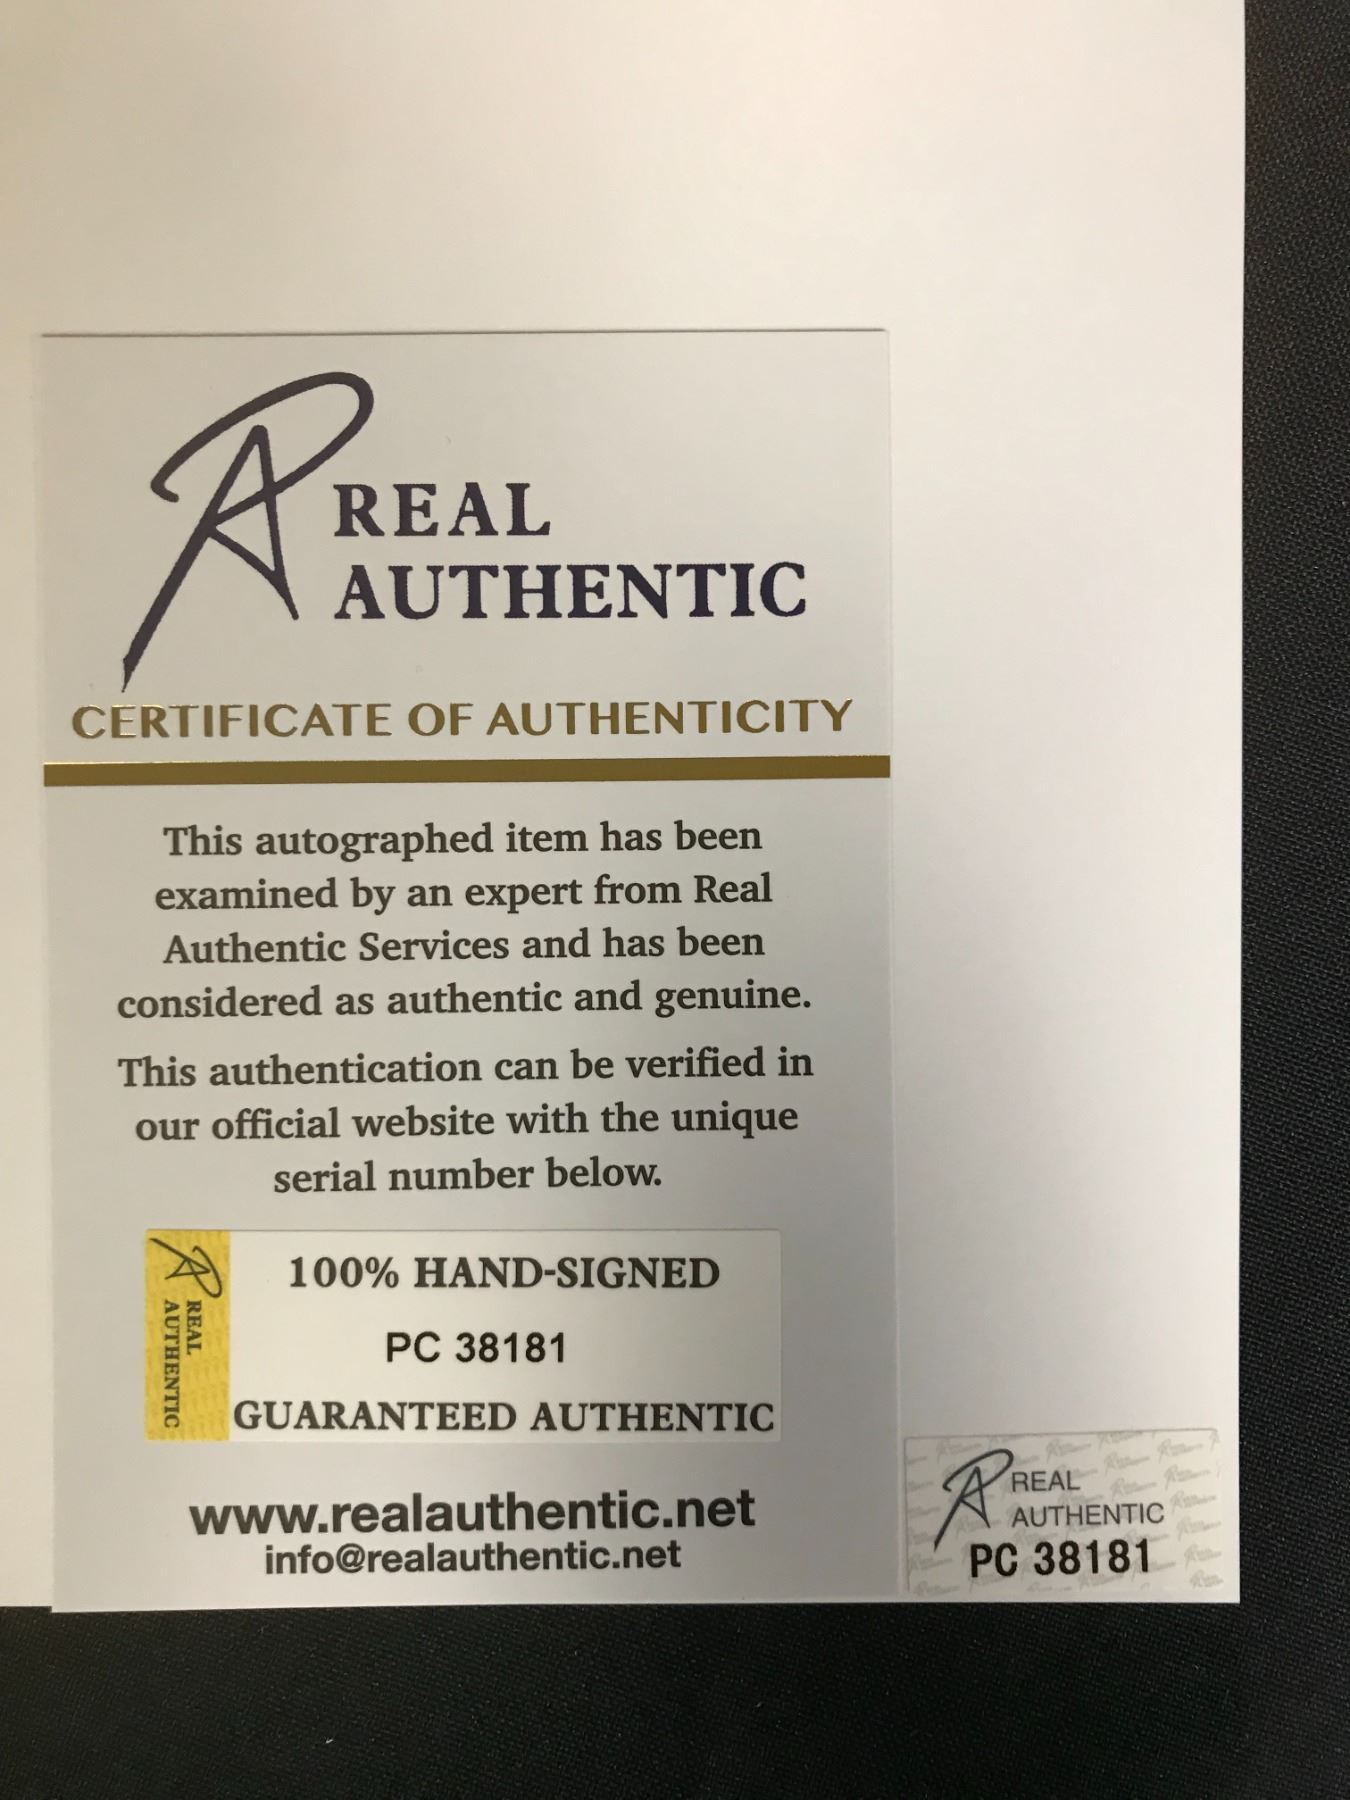 REAL
AUTHENTIC
CERTIFICATE OF AUTHENTICITY
This autographed item has been
examined by an expert from Real
Authentic Services and has been
considered as authentic and genuine.
This authentication can be verified in
our official website with the unique
serial number below.
REAL
AUTHENTIC
100% HAND-SIGNED
PC 38181
GUARANTEED AUTHENTIC
www.realauthentic.net
info@realauthentic.net
REAL
AUTHENTIC
PC 38181